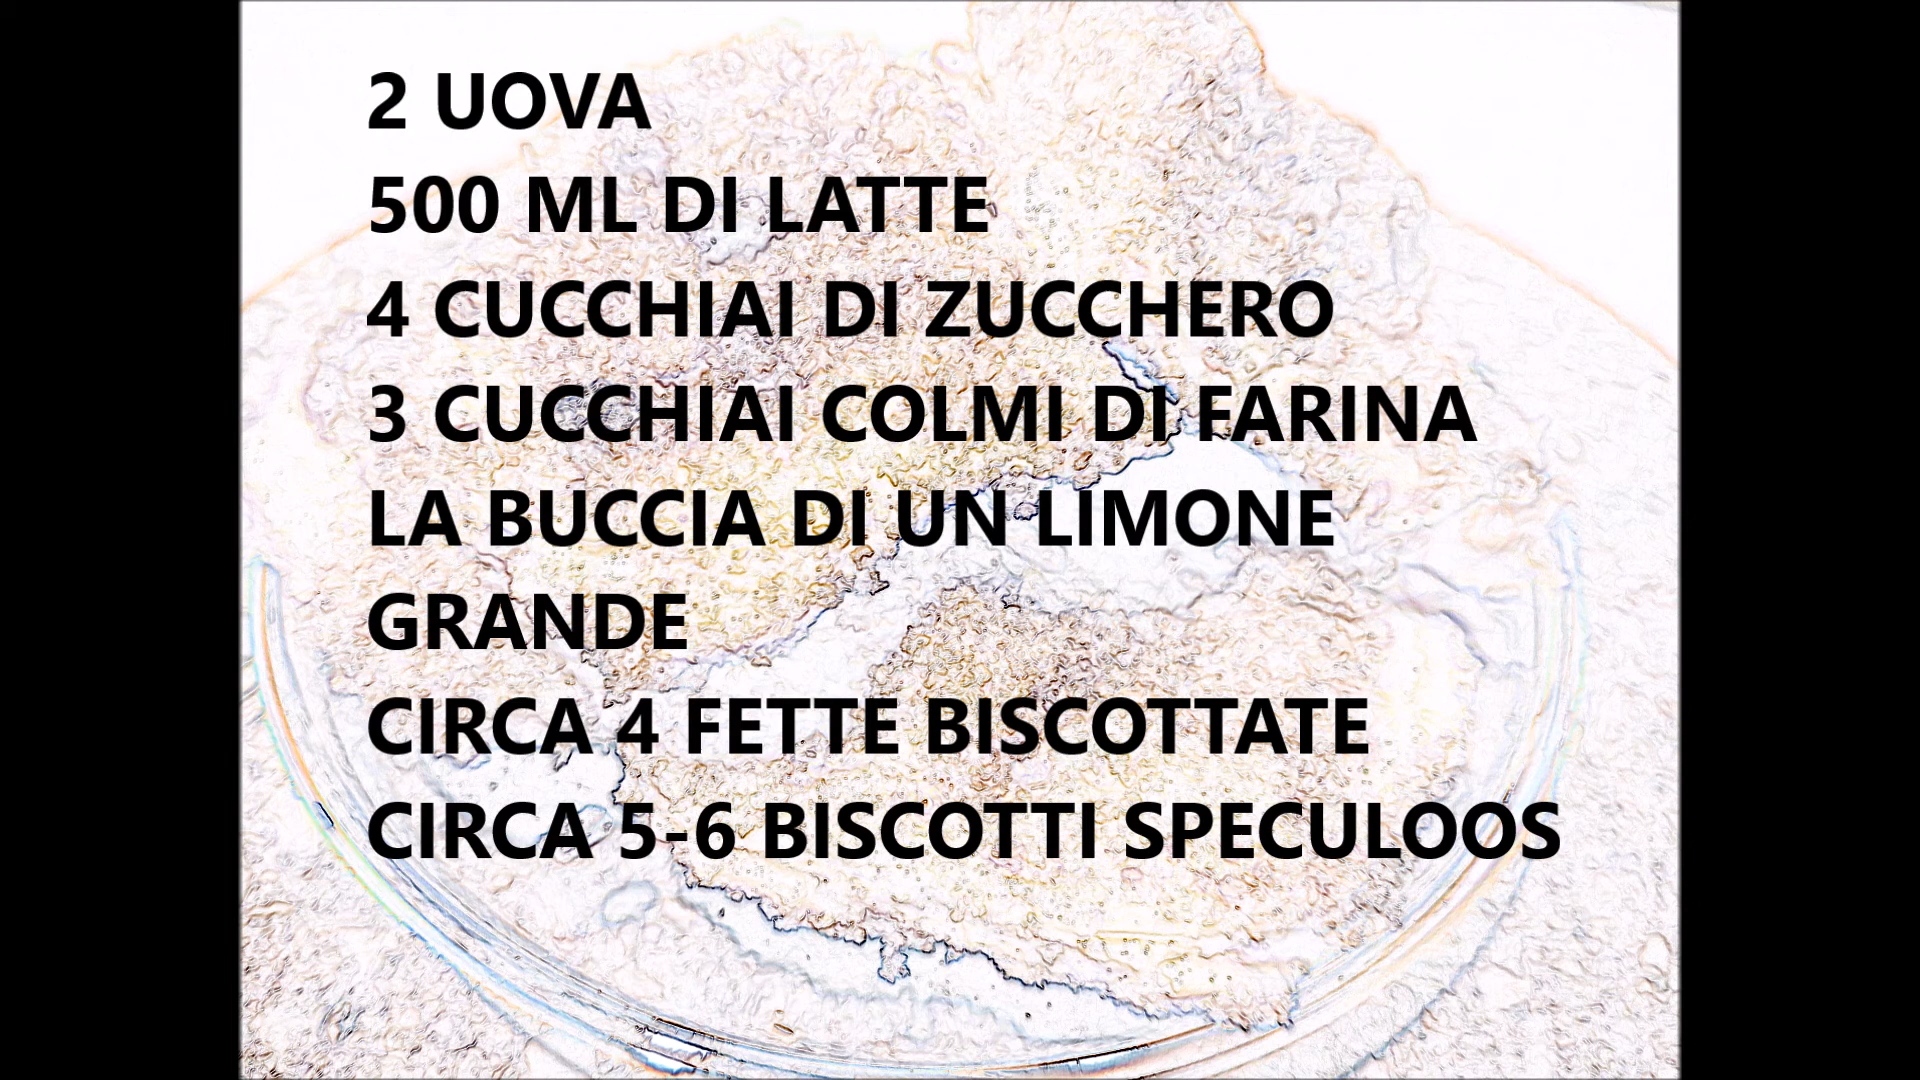 2 UOVA
500 ML DI LATTE
4 CUCCHIAI DI ZUCCHERO
3 CUCCHIAI COLMI DI FARINA
LA BUCCIA DI UN LIMONE
GRANDE
CIRCA 4 FETTE BISCOTTATE
CIRCA 5-6 BISCOTTI SPECULOOS